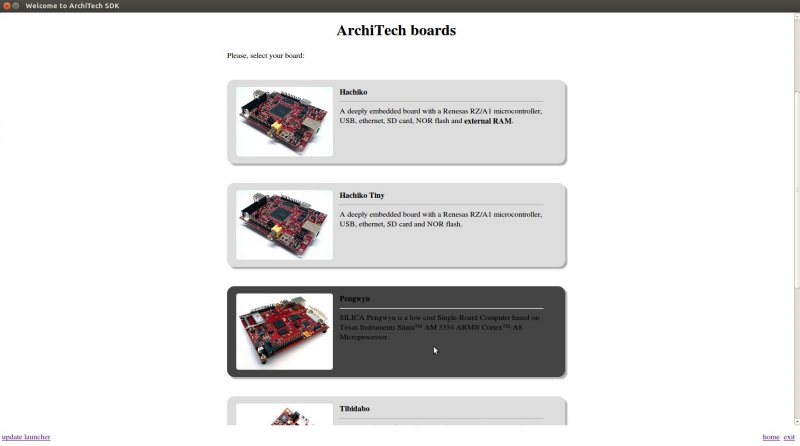 Welcome to ArchiTech SDK
ArchiTech boards
Please, select your board:
Hachiko
A deeply embedded board with a Renesas RZ/A1 microcontroller,
USB, ethernet, SD card, NOR flash and external RAM.
Hachiko Tiny
A deeply embedded board with a Renesas RZ/A1 microcontroller,
USB, ethernet, SD card and NOR flash.
Pengwyn
SILICA Pengwyn is a low cost Single-Board Computer based on
Texas Instruments Sitara™ AM 3354 ARM® Cortex™-A8
Microprocessor.
Tibidabo
update launcher
home exit